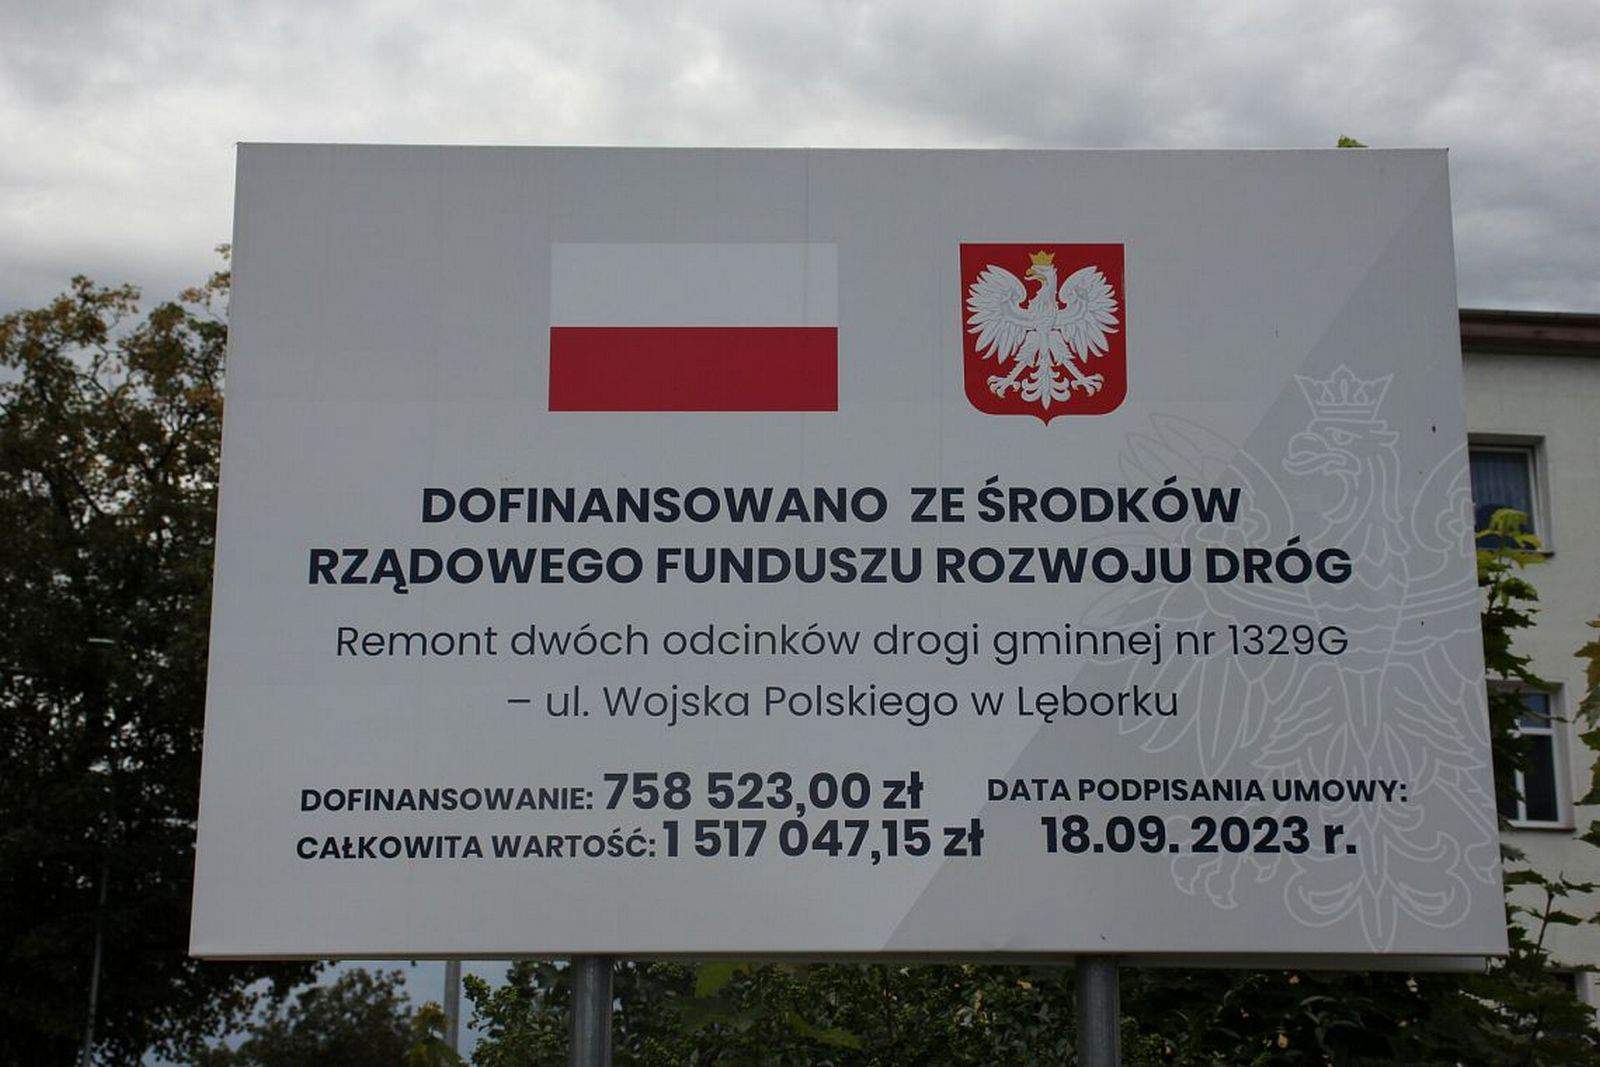 DOFINANSOWANO ZE ŚRODKÓW
RZĄDOWEGO FUNDUSZU ROZWOJU DRÓG
Remont dwóch odcinków drogi gminnej nr 1329G
– ul. Wojska Polskiego w Lęborku
DOFINANSOWANIE: 758 523,00 zł
CAŁKOWITA WARTOŚĆ: 1 517 047,15 zł
DATA PODPISANIA UMOWY:
18.09. 2023 r.